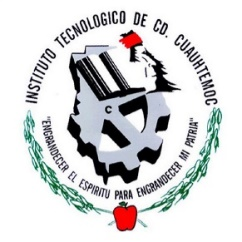 INSTITUTO TECNOLOGICO DE CD. CUAUHTEMOC
C
"ENGRANDECER EL ESPIRITU PARA ENGRANDECER MI PATRIA"